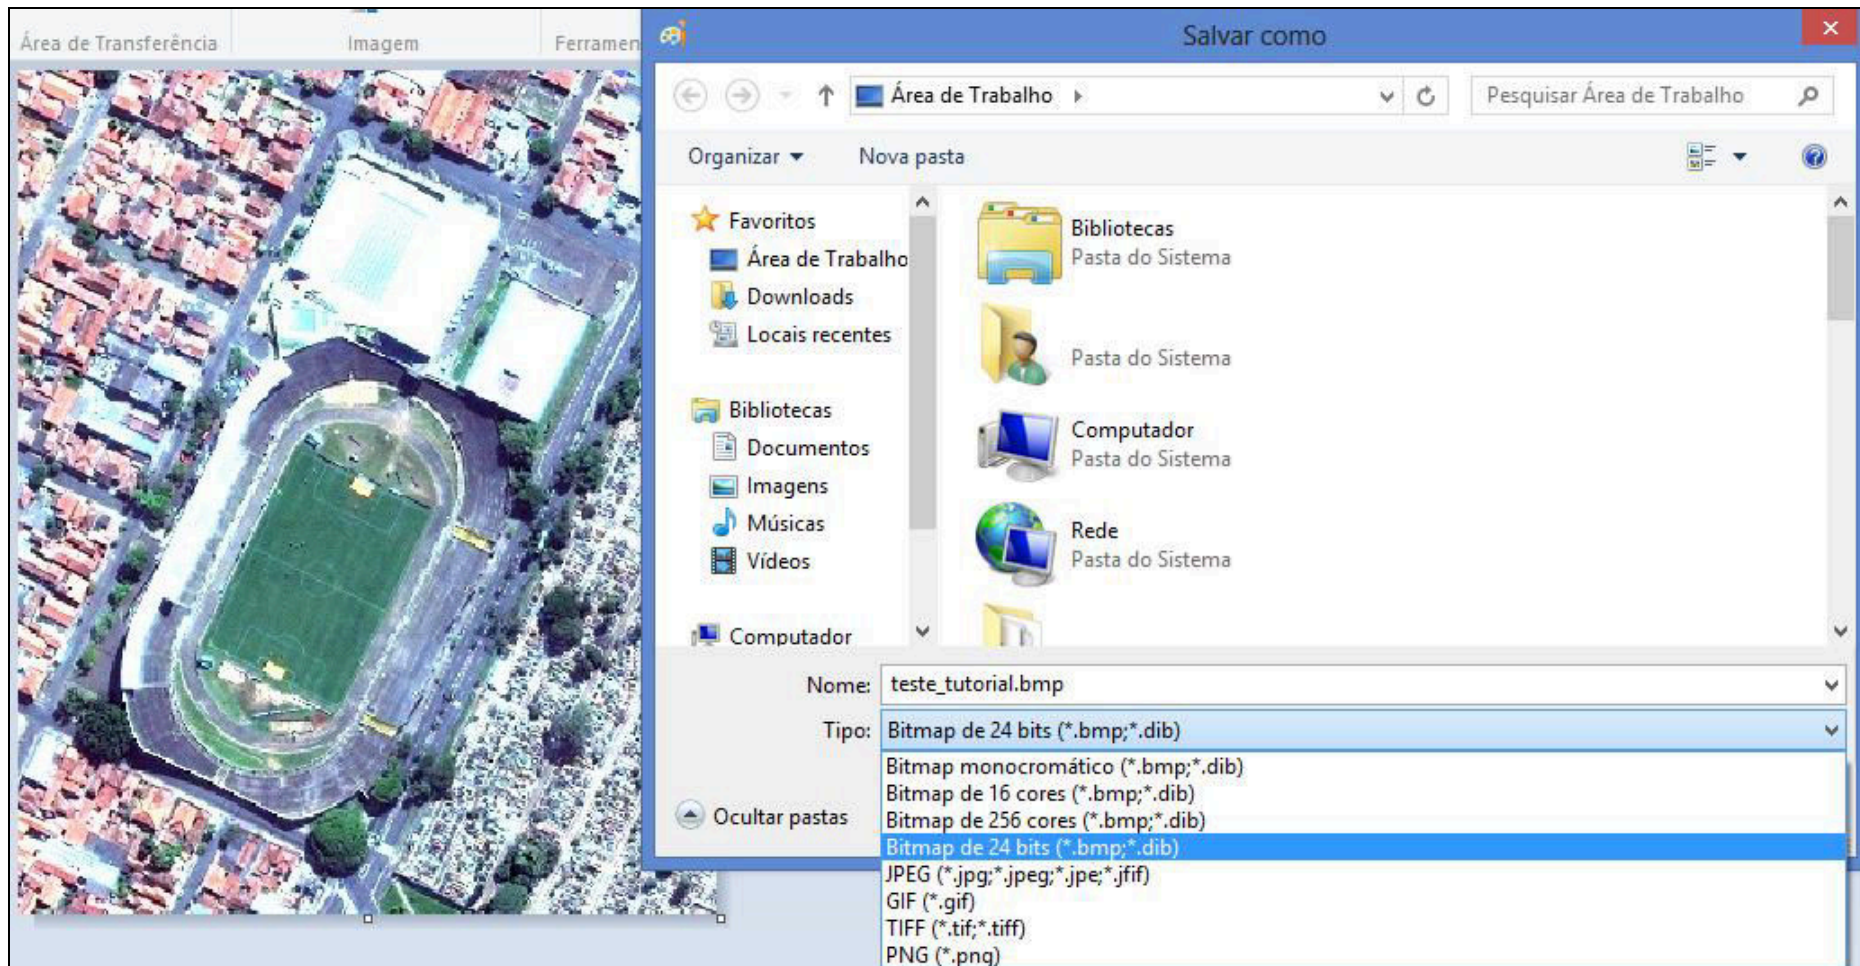 Área de Transferência
Imagem
Ferramen
Salvar como
Área de Trabalho
Pesquisar Área de Trabalho
Organizar
Nova pasta
Favoritos
Área de Trabalho
Downloads
Locais recentes
Bibliotecas
Documentos
Imagens
Músicas
Vídeos
Computador
Bibliotecas
Pasta do Sistema
Pasta do Sistema
Computador
Pasta do Sistema
Rede
Pasta do Sistema
Nome: teste_tutorial.bmp
Tipo: Bitmap de 24 bits (*.bmp;*.dib)
Bitmap monocromático (*.bmp;*.dib)
Bitmap de 16 cores (*.bmp;*.dib)
Bitmap de 256 cores (*.bmp;*.dib)
Bitmap de 24 bits (*.bmp;*.dib)
JPEG (*.jpg;*.jpeg;*.jpe;*.jfif)
GIF (*.gif)
TIFF (*.tif;*.tiff)
PNG (*.png)
Ocultar pastas